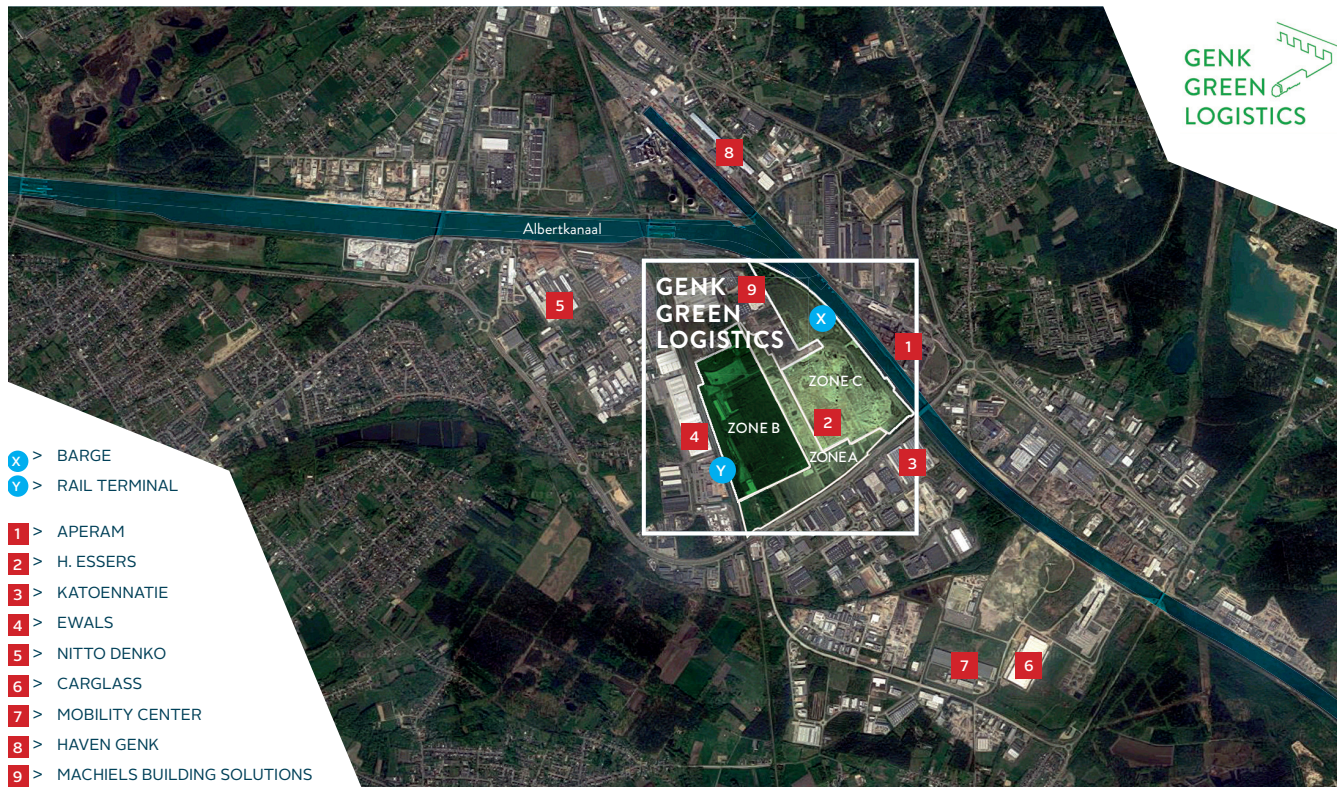 GENK
GREEN
LOGISTICS
8
Albertkanaal
GENK
GREEN
LOGISTICS
9
5
X
1
ZONE C
2
ZONE B
4
ZONE A
3
Y
7
6
X > BARGE
Y > RAIL TERMINAL
1 > APERAM
2 > H. ESSERS
3 > KATOENNATIE
4 > EWALS
5 > NITTO DENKO
6 > CARGLASS
7 > MOBILITY CENTER
8 > HAVEN GENK
9 > MACHIELS BUILDING SOLUTIONS